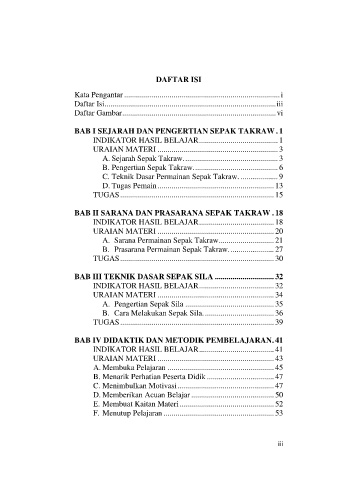 DAFTAR ISI
Kata Pengantar ............................................................................ i
Daftar Isi.................................................................................... iii
Daftar Gambar........................................................................... vi
BAB I SEJARAH DAN PENGERTIAN SEPAK TAKRAW . 1
INDIKATOR HASIL BELAJAR....................................... 1
URAIAN MATERI ........................................................... 3
A. Sejarah Sepak Takraw.............................................. 3
B. Pengertian Sepak Takraw......................................... 6
C. Teknik Dasar Permainan Sepak Takraw................... 9
D. Tugas Pemain ......................................................... 13
TUGAS........................................................................... 15
BAB II SARANA DAN PRASARANA SEPAK TAKRAW . 18
INDIKATOR HASIL BELAJAR..................................... 18
URAIAN MATERI ......................................................... 20
A. Sarana Permainan Sepak Takraw........................... 21
B. Prasarana Permainan Sepak Takraw. ..................... 27
TUGAS........................................................................... 30
BAB III TEKNIK DASAR SEPAK SILA ............................. 32
INDIKATOR HASIL BELAJAR..................................... 32
URAIAN MATERI ......................................................... 34
A. Pengertian Sepak Sila ........................................... 35
B. Cara Melakukan Sepak Sila................................... 36
TUGAS........................................................................... 39
BAB IV DIDAKTIK DAN METODIK PEMBELAJARAN. 41
INDIKATOR HASIL BELAJAR..................................... 41
URAIAN MATERI ......................................................... 43
A. Membuka Pelajaran .................................................... 45
B. Menarik Perhatian Peserta Didik ................................. 47
C. Menimbulkan Motivasi ............................................... 47
D. Memberikan Acuan Belajar ........................................ 50
E. Membuat Kaitan Materi .............................................. 52
F. Menutup Pelajaran ...................................................... 53
iii